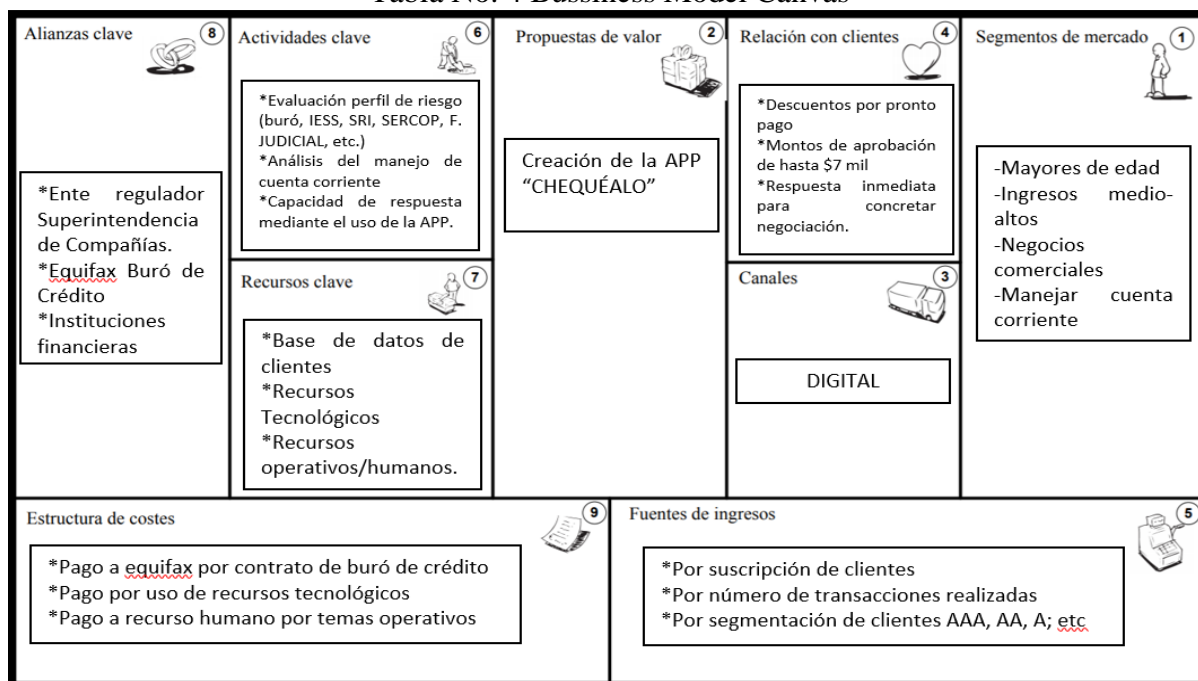 Tabla No. 4 Bussiness Model Canvas
Alianzas clave
8
*Ente regulador
Superintendencia
de Compañías.
*Equifax Buró de
Crédito
*Instituciones
financieras
Actividades clave
6
*Evaluación perfil de riesgo
(buró, IESS, SRI, SERCOP, F.
JUDICIAL, etc.)
*Análisis del manejo de
cuenta corriente
*Capacidad de respuesta
mediante el uso de la APP.
Recursos clave
7
*Base de datos de
clientes
*Recursos
Tecnológicos
*Recursos
operativos/humanos.
Propuestas de valor
2
Creación de la APP
“CHEQUÉALO”
Relación con clientes
4
*Descuentos por pronto
pago
*Montos de aprobación
de hasta $7 mil
*Respuesta inmediata
para concretar
negociación.
Canales
3
DIGITAL
Segmentos de mercado
1
-Mayores de edad
-Ingresos medio-
altos
-Negocios
comerciales
-Manejar cuenta
corriente
Estructura de costes
9
*Pago a equifax por contrato de buró de crédito
*Pago por uso de recursos tecnológicos
*Pago a recurso humano por temas operativos
Fuentes de ingresos
5
*Por suscripción de clientes
*Por número de transacciones realizadas
*Por segmentación de clientes AAA, AA, A; etc